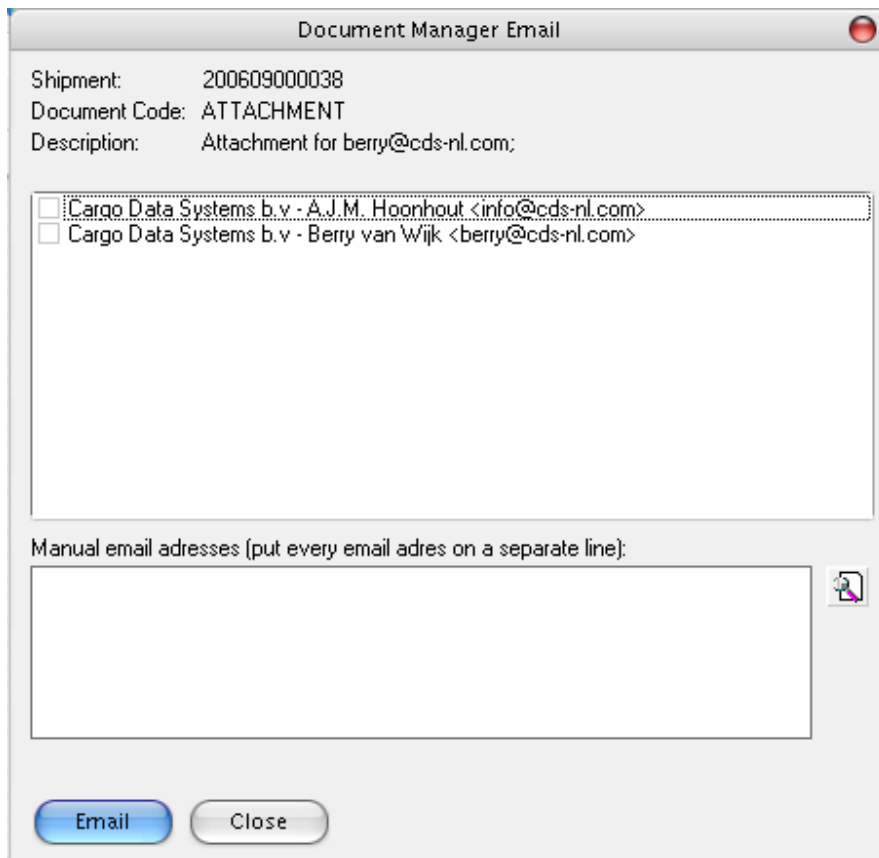 Document Manager Email
Shipment: 200609000038
Document Code: ATTACHMENT
Description: Attachment for berry@cds-nl.com;
Cargo Data Systems b.v - A.J.M. Hoonhout <info@cds-nl.com>
Cargo Data Systems b.v - Berry van Wijk <berry@cds-nl.com>
Manual email adresses (put every email adres on a separate line):
Email Close